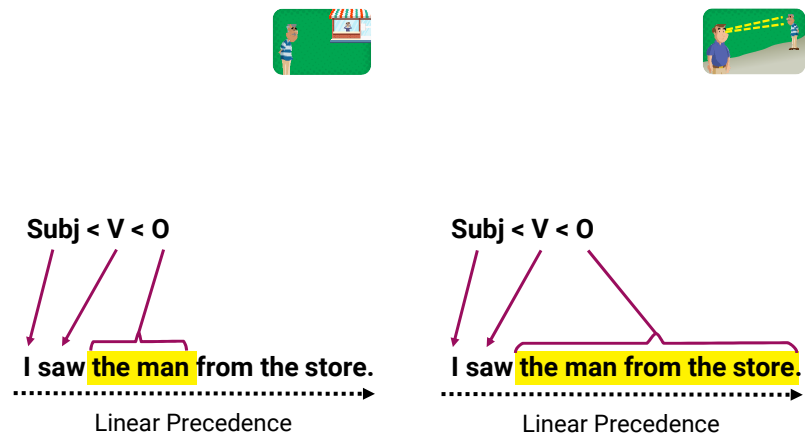 Subj < V < O
I saw the man from the store.
Linear Precedence
Subj < V < O
I saw the man from the store.
Linear Precedence